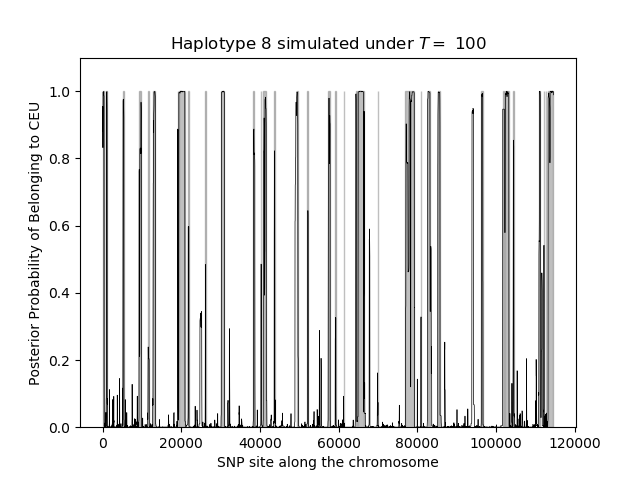 Haplotype 8 simulated under T = 100
Posterior Probability of Belonging to CEU
1.0
0.8
0.6
0.4
0.2
0.0
0 20000 40000 60000 80000 100000 120000
SNP site along the chromosome